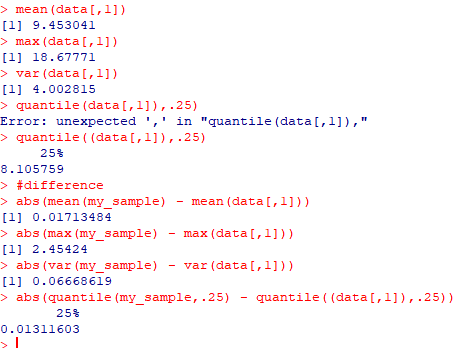 > mean(data[,1])
[1] 9.453041
> max(data[,1])
[1] 18.67771
> var(data[,1])
[1] 4.002815
> quantile(data[,1]),.25)
Error: unexpected ',' in "quantile(data[,1]),"
> quantile((data[,1]),.25)
25%
8.105759
> #difference
> abs(mean(my_sample) - mean(data[,1]))
[1] 0.01713484
> abs(max(my_sample) - max(data[,1]))
[1] 2.45424
> abs(var(my_sample) - var(data[,1]))
[1] 0.06668619
> abs(quantile(my_sample,.25) - quantile((data[,1]),.25))
25%
0.01311603
>